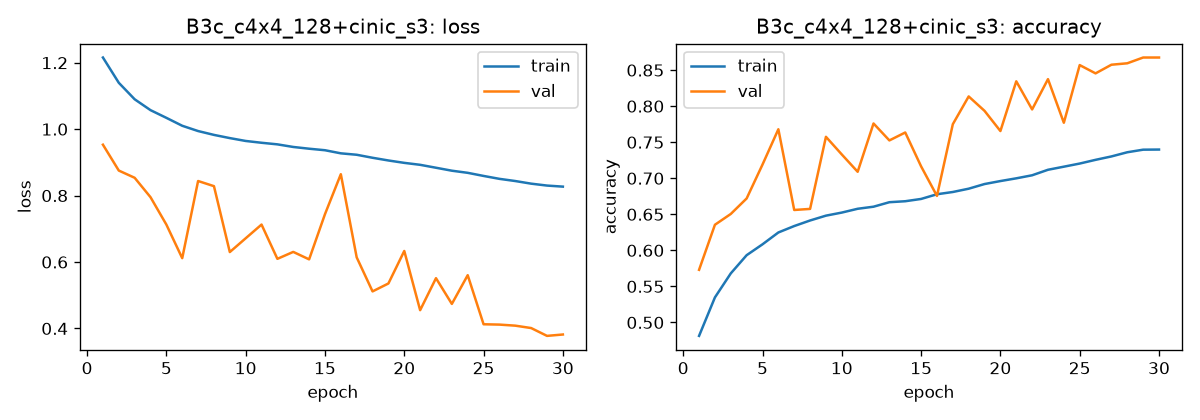 B3c_c4x4_128+cinic_s3: loss
train
val
1.2
1.0
0.8
0.6
0.4
loss
0 5 10 15 20 25 30
epoch
B3c_c4x4_128+cinic_s3: accuracy
train
val
0.85
0.80
0.75
0.70
0.65
0.60
0.55
0.50
accuracy
0 5 10 15 20 25 30
epoch